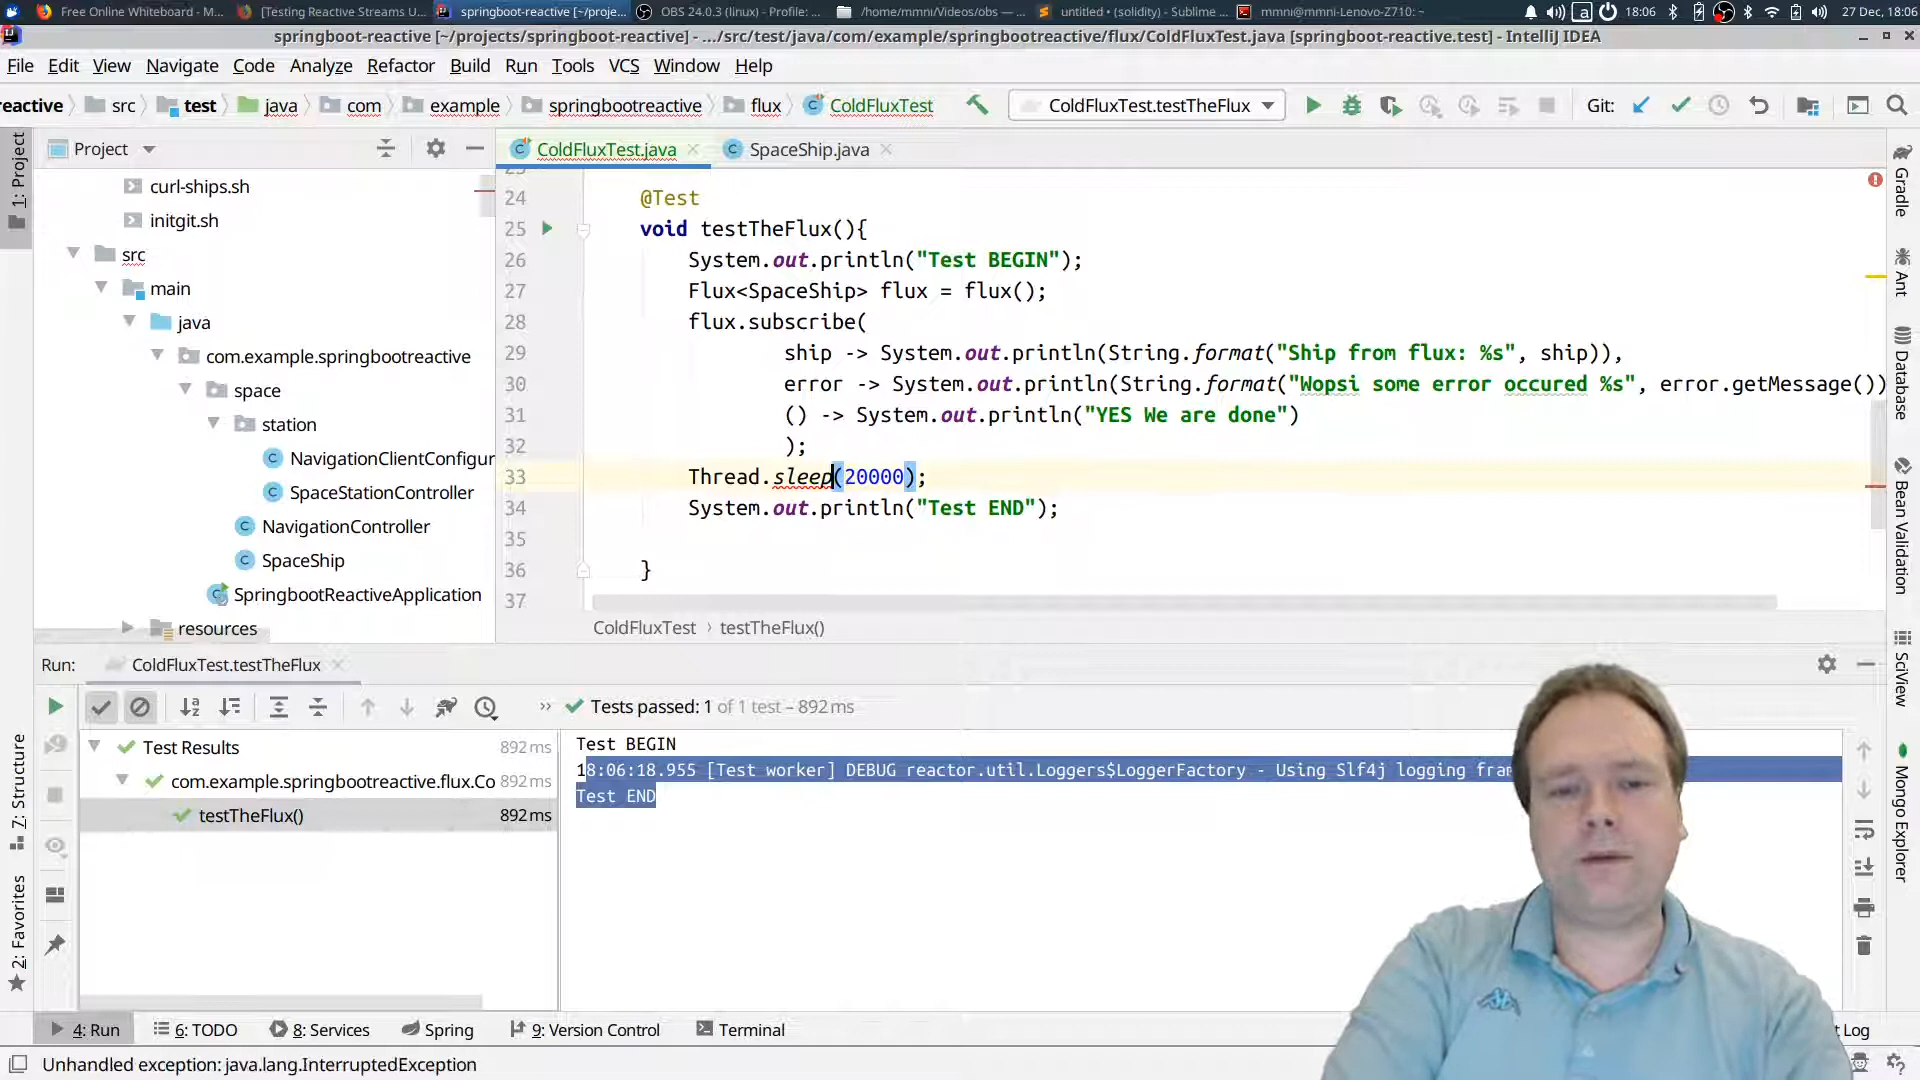 Free Online Whiteboard - M...
[Testing Reactive Streams U...
springboot-reactive [~/proje...
OBS 24.0.3 (linux) - Profile: ...
/home/mmni/Videos/obs — ...
untitled • (solidity) - Sublime ...
mmni@mmni-Lenovo-Z710: ~
18:06
27 Dec, 18:06
springboot-reactive [~/projects/springboot-reactive] - .../src/test/java/com/example/springbootreactive/flux/ColdFluxTest.java [springboot-reactive.test] - IntelliJ IDEA
File Edit View Navigate Code Analyze Refactor Build Run Tools VCS Window Help
reactive src test java com example springbootreactive flux ColdFluxTest
ColdFluxTest.testTheFlux
Git:
1: Project
Project
ColdFluxTest.java
SpaceShip.java
curl-ships.sh
initgit.sh
src
main
java
com.example.springbootreactive
space
station
NavigationClientConfigur
SpaceStationController
NavigationController
SpaceShip
SpringbootReactiveApplication
resources
23
24 @Test
25 void testTheFlux(){
26 System.out.println("Test BEGIN");
27 Flux<SpaceShip> flux = flux();
28 flux.subscribe(
29 ship -> System.out.println(String.format("Ship from flux: %s", ship)),
30 error -> System.out.println(String.format("Wopsi some error occured %s", error.getMessage())
31 () -> System.out.println("YES We are done")
32 );
33 Thread.sleep(20000);
34 System.out.println("Test END");
35
36 }
37
ColdFluxTest › testTheFlux()
Gradle
Ant
Database
Bean Validation
SciView
Mongo Explorer
Run: ColdFluxTest.testTheFlux
Tests passed: 1 of 1 test – 892 ms
Test Results 892 ms
com.example.springbootreactive.flux.Co 892 ms
testTheFlux() 892 ms
Test BEGIN
18:06:18.955 [Test worker] DEBUG reactor.util.Loggers$LoggerFactory - Using Slf4j logging fram
Test END
7: Structure
2: Favorites
4: Run
6: TODO
8: Services
Spring
9: Version Control
Terminal
t Log
Unhandled exception: java.lang.InterruptedException